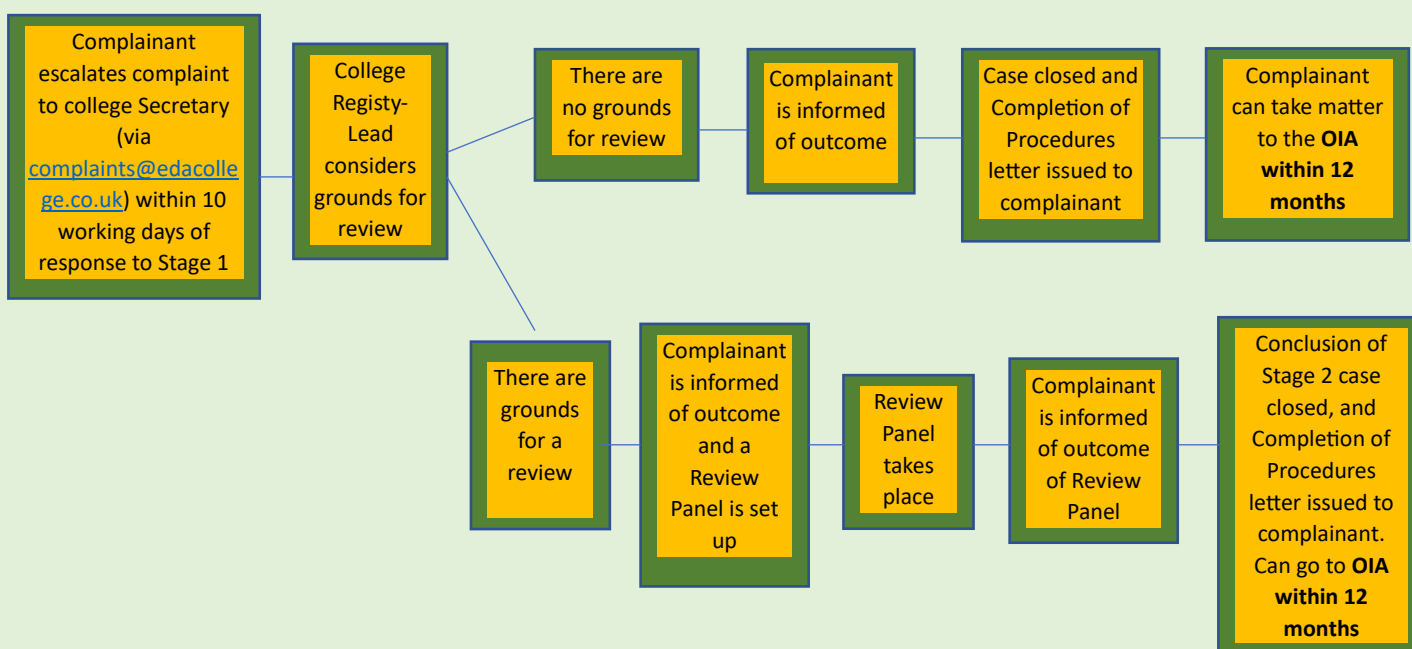 Complainant
escalates complaint
to college Secretary
(via
complaints@edacolle
ge.co.uk) within 10
working days of
response to Stage 1
College
Registy-
Lead
considers
grounds for
review
There are
no grounds
for review
Complainant
is informed
of outcome
Case closed and
Completion of
Procedures
letter issued to
complainant
Complainant
can take matter
to the OIA
within 12
months
There are
grounds
for a
review
Complainant
is informed
of outcome
and a
Review
Panel is set
up
Review
Panel
takes
place
Complainant
is informed
of outcome
of Review
Panel
Conclusion of
Stage 2 case
closed, and
Completion of
Procedures
letter issued to
complainant.
Can go to OIA
within 12
months